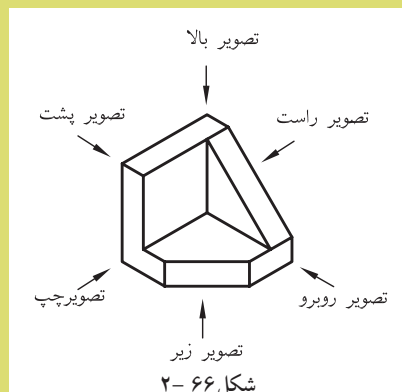 تصویر بالا
تصویر پشت
تصویر راست
تصویرچپ
تصویر روبرو
تصویر زیر
شکل ۶۶ –۲